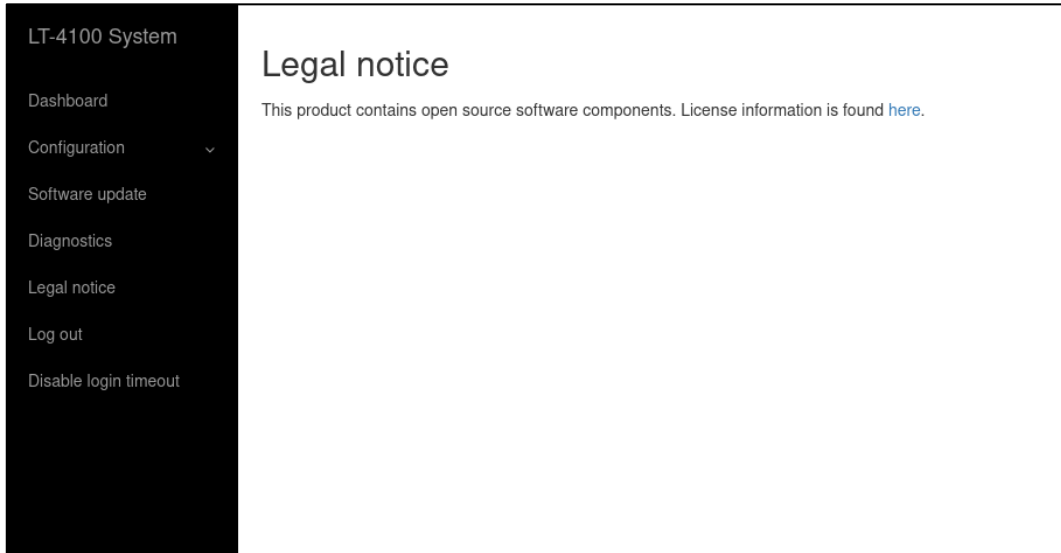 LT-4100 System
Dashboard
Configuration
Software update
Diagnostics
Legal notice
Log out
Disable login timeout
Legal notice
This product contains open source software components. License information is found here.